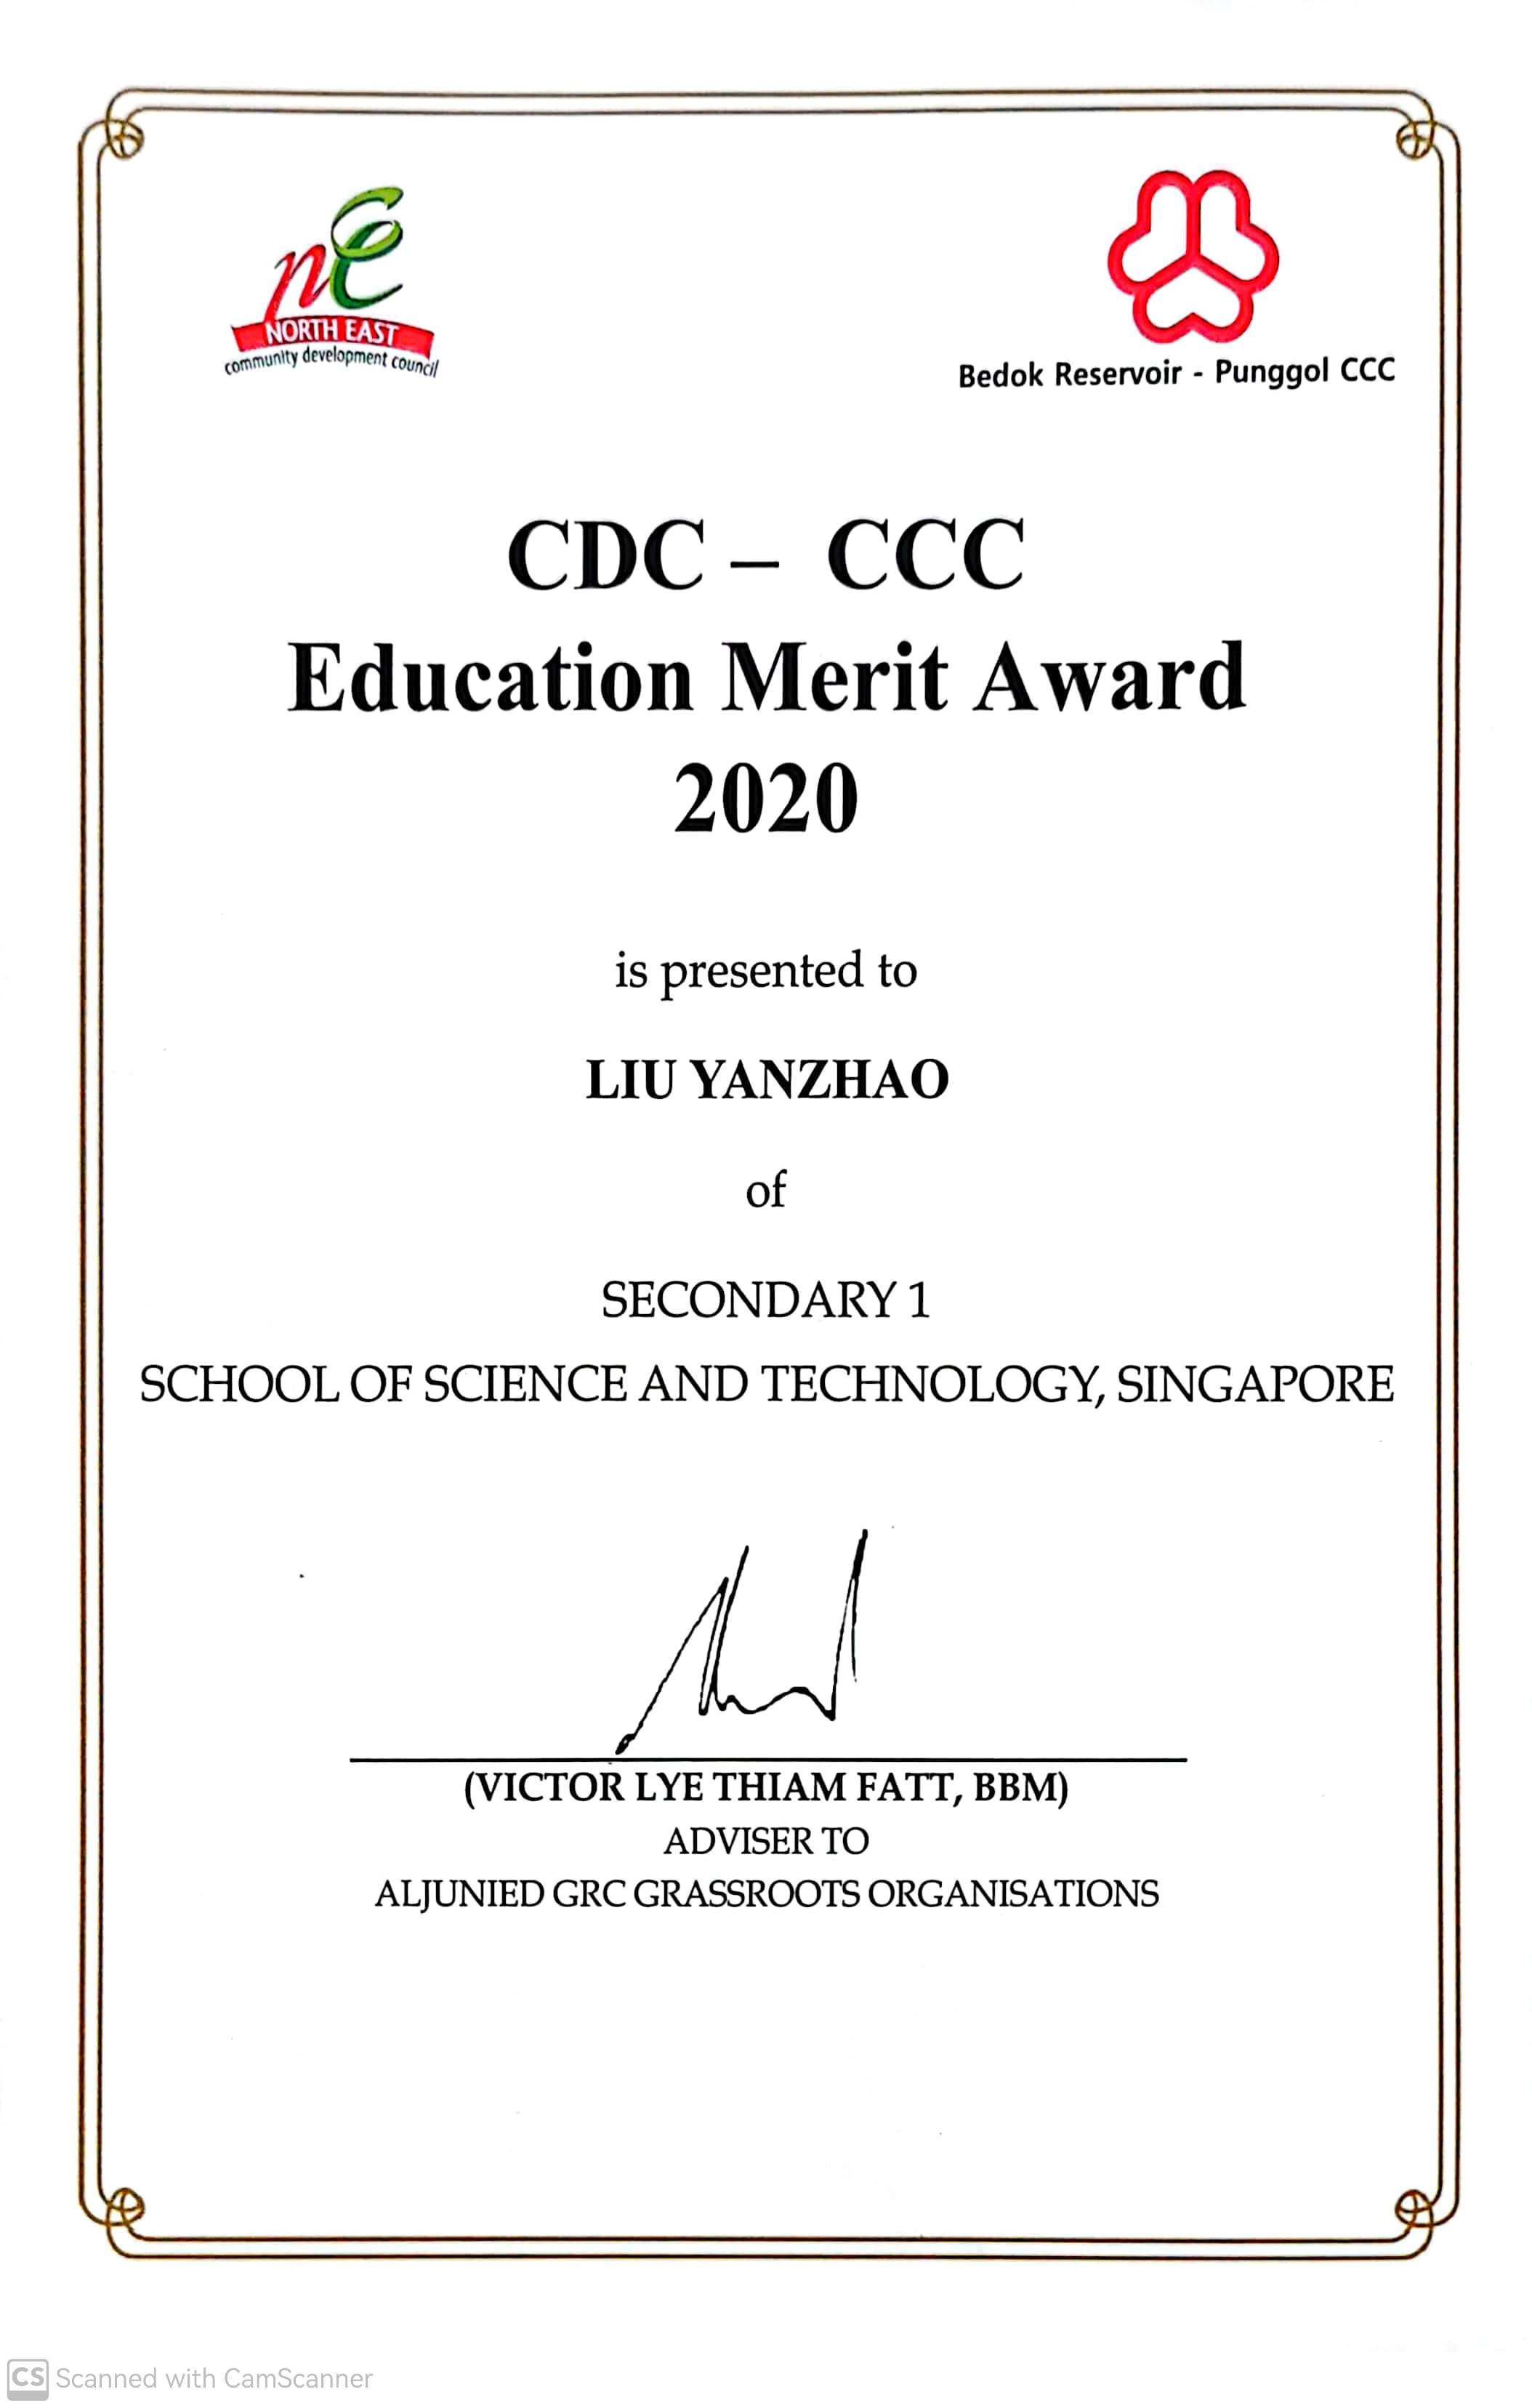 ne
NORTH EAST
community development council
Bedok Reservoir - Punggol CCC
CDC – CCC
Education Merit Award
2020
is presented to
LIU YANZHAO
of
SECONDARY 1
SCHOOL OF SCIENCE AND TECHNOLOGY, SINGAPORE
(VICTOR LYE THIAM FATT, BBM)
ADVISER TO
ALJUNIED GRC GRASSROOTS ORGANISATIONS
CS Scanned with CamScanner